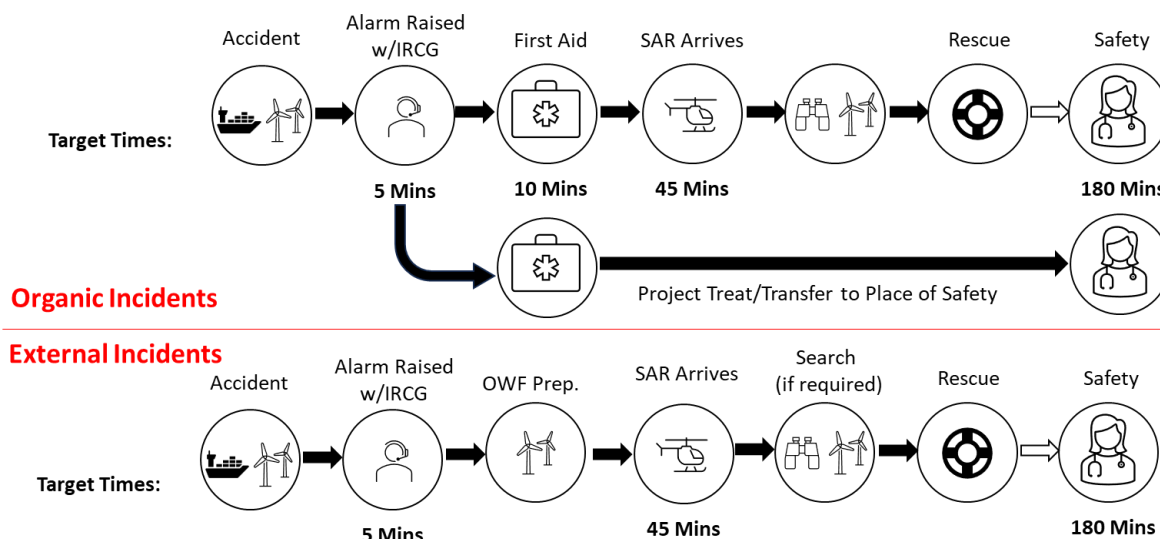 Accident
Alarm Raised
w/IRCG
First Aid
SAR Arrives
Rescue
Safety
Target Times:
5 Mins
10 Mins
45 Mins
180 Mins
Project Treat/Transfer to Place of Safety
Organic Incidents
External Incidents
Accident
Alarm Raised
w/IRCG
OWF Prep.
SAR Arrives
Search
(if required)
Rescue
Safety
Target Times:
5 Mins
45 Mins
180 Mins